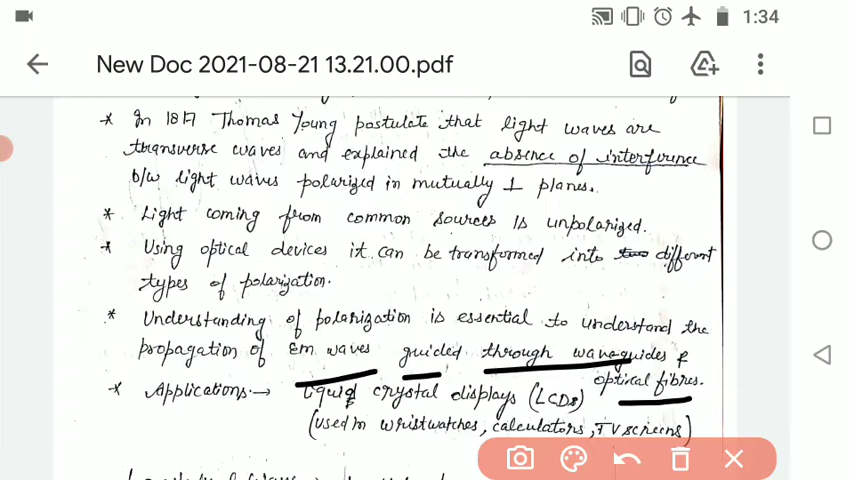 1:34
New Doc 2021-08-21 13.21.00.pdf
* In 1817 Thomas Young postulate that light waves are
transverse waves and explained the absence of interference
b/w light waves polarized in mutually ⊥ planes.
* Light coming from common sources is unpolarized.
* Using optical devices it can be transformed into two different
types of polarization.
* Understanding of polarization is essential to understand the
propagation of EM waves guided through waveguides &
optical fibres.
* Applications → Liquid crystal displays (LCDs)
(used in wristwatches, calculators, TV screens)